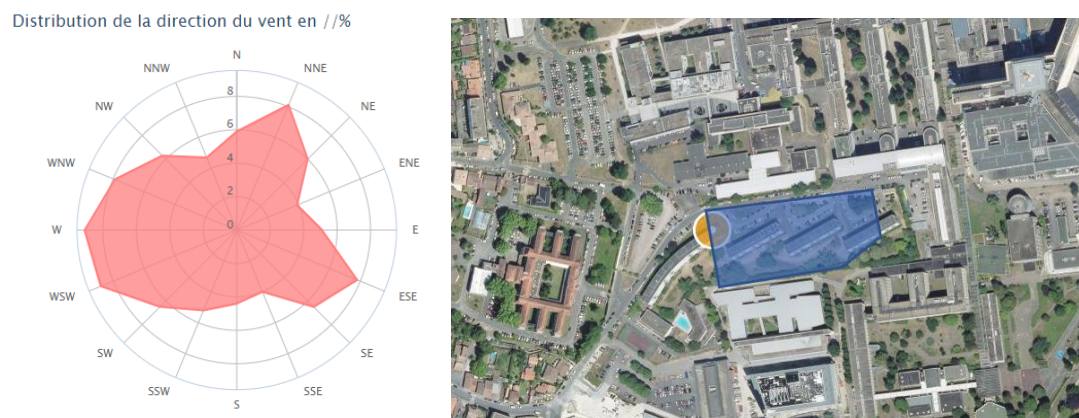 Distribution de la direction du vent en //%
N
NNE
NE
ENE
E
ESE
SE
SSE
S
SSW
SW
WSW
W
WNW
NW
NNW
8
6
4
2
0